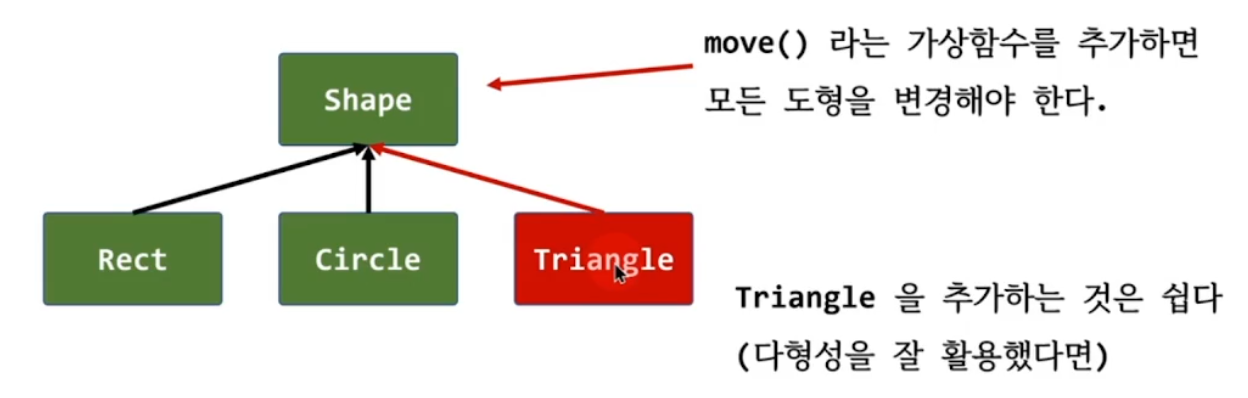 move() 라는 가상함수를 추가하면
모든 도형을 변경해야 한다.
Shape
Rect
Circle
Triangle
Triangle 을 추가하는 것은 쉽다
(다형성을 잘 활용했다면)